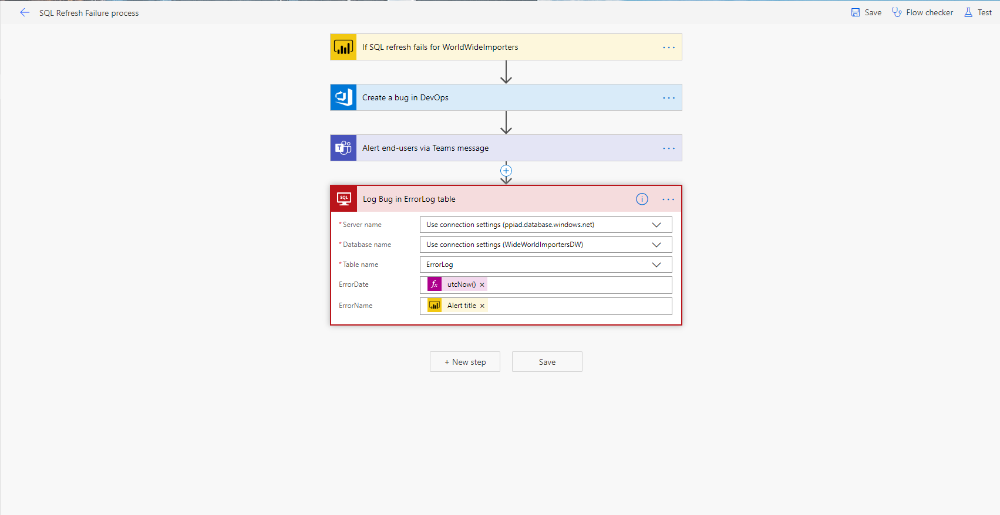 SQL Refresh Failure process
Save
Flow checker
Test
If SQL refresh fails for WorldWideImporters
Create a bug in DevOps
T
Alert end-users via Teams message
SQL
Log Bug in ErrorLog table
* Server name
Use connection settings (ppiad.database.windows.net)
* Database name
Use connection settings (WideWorldImportersDW)
* Table name
ErrorLog
ErrorDate
fx utcNow() ×
ErrorName
Alert title ×
+ New step
Save